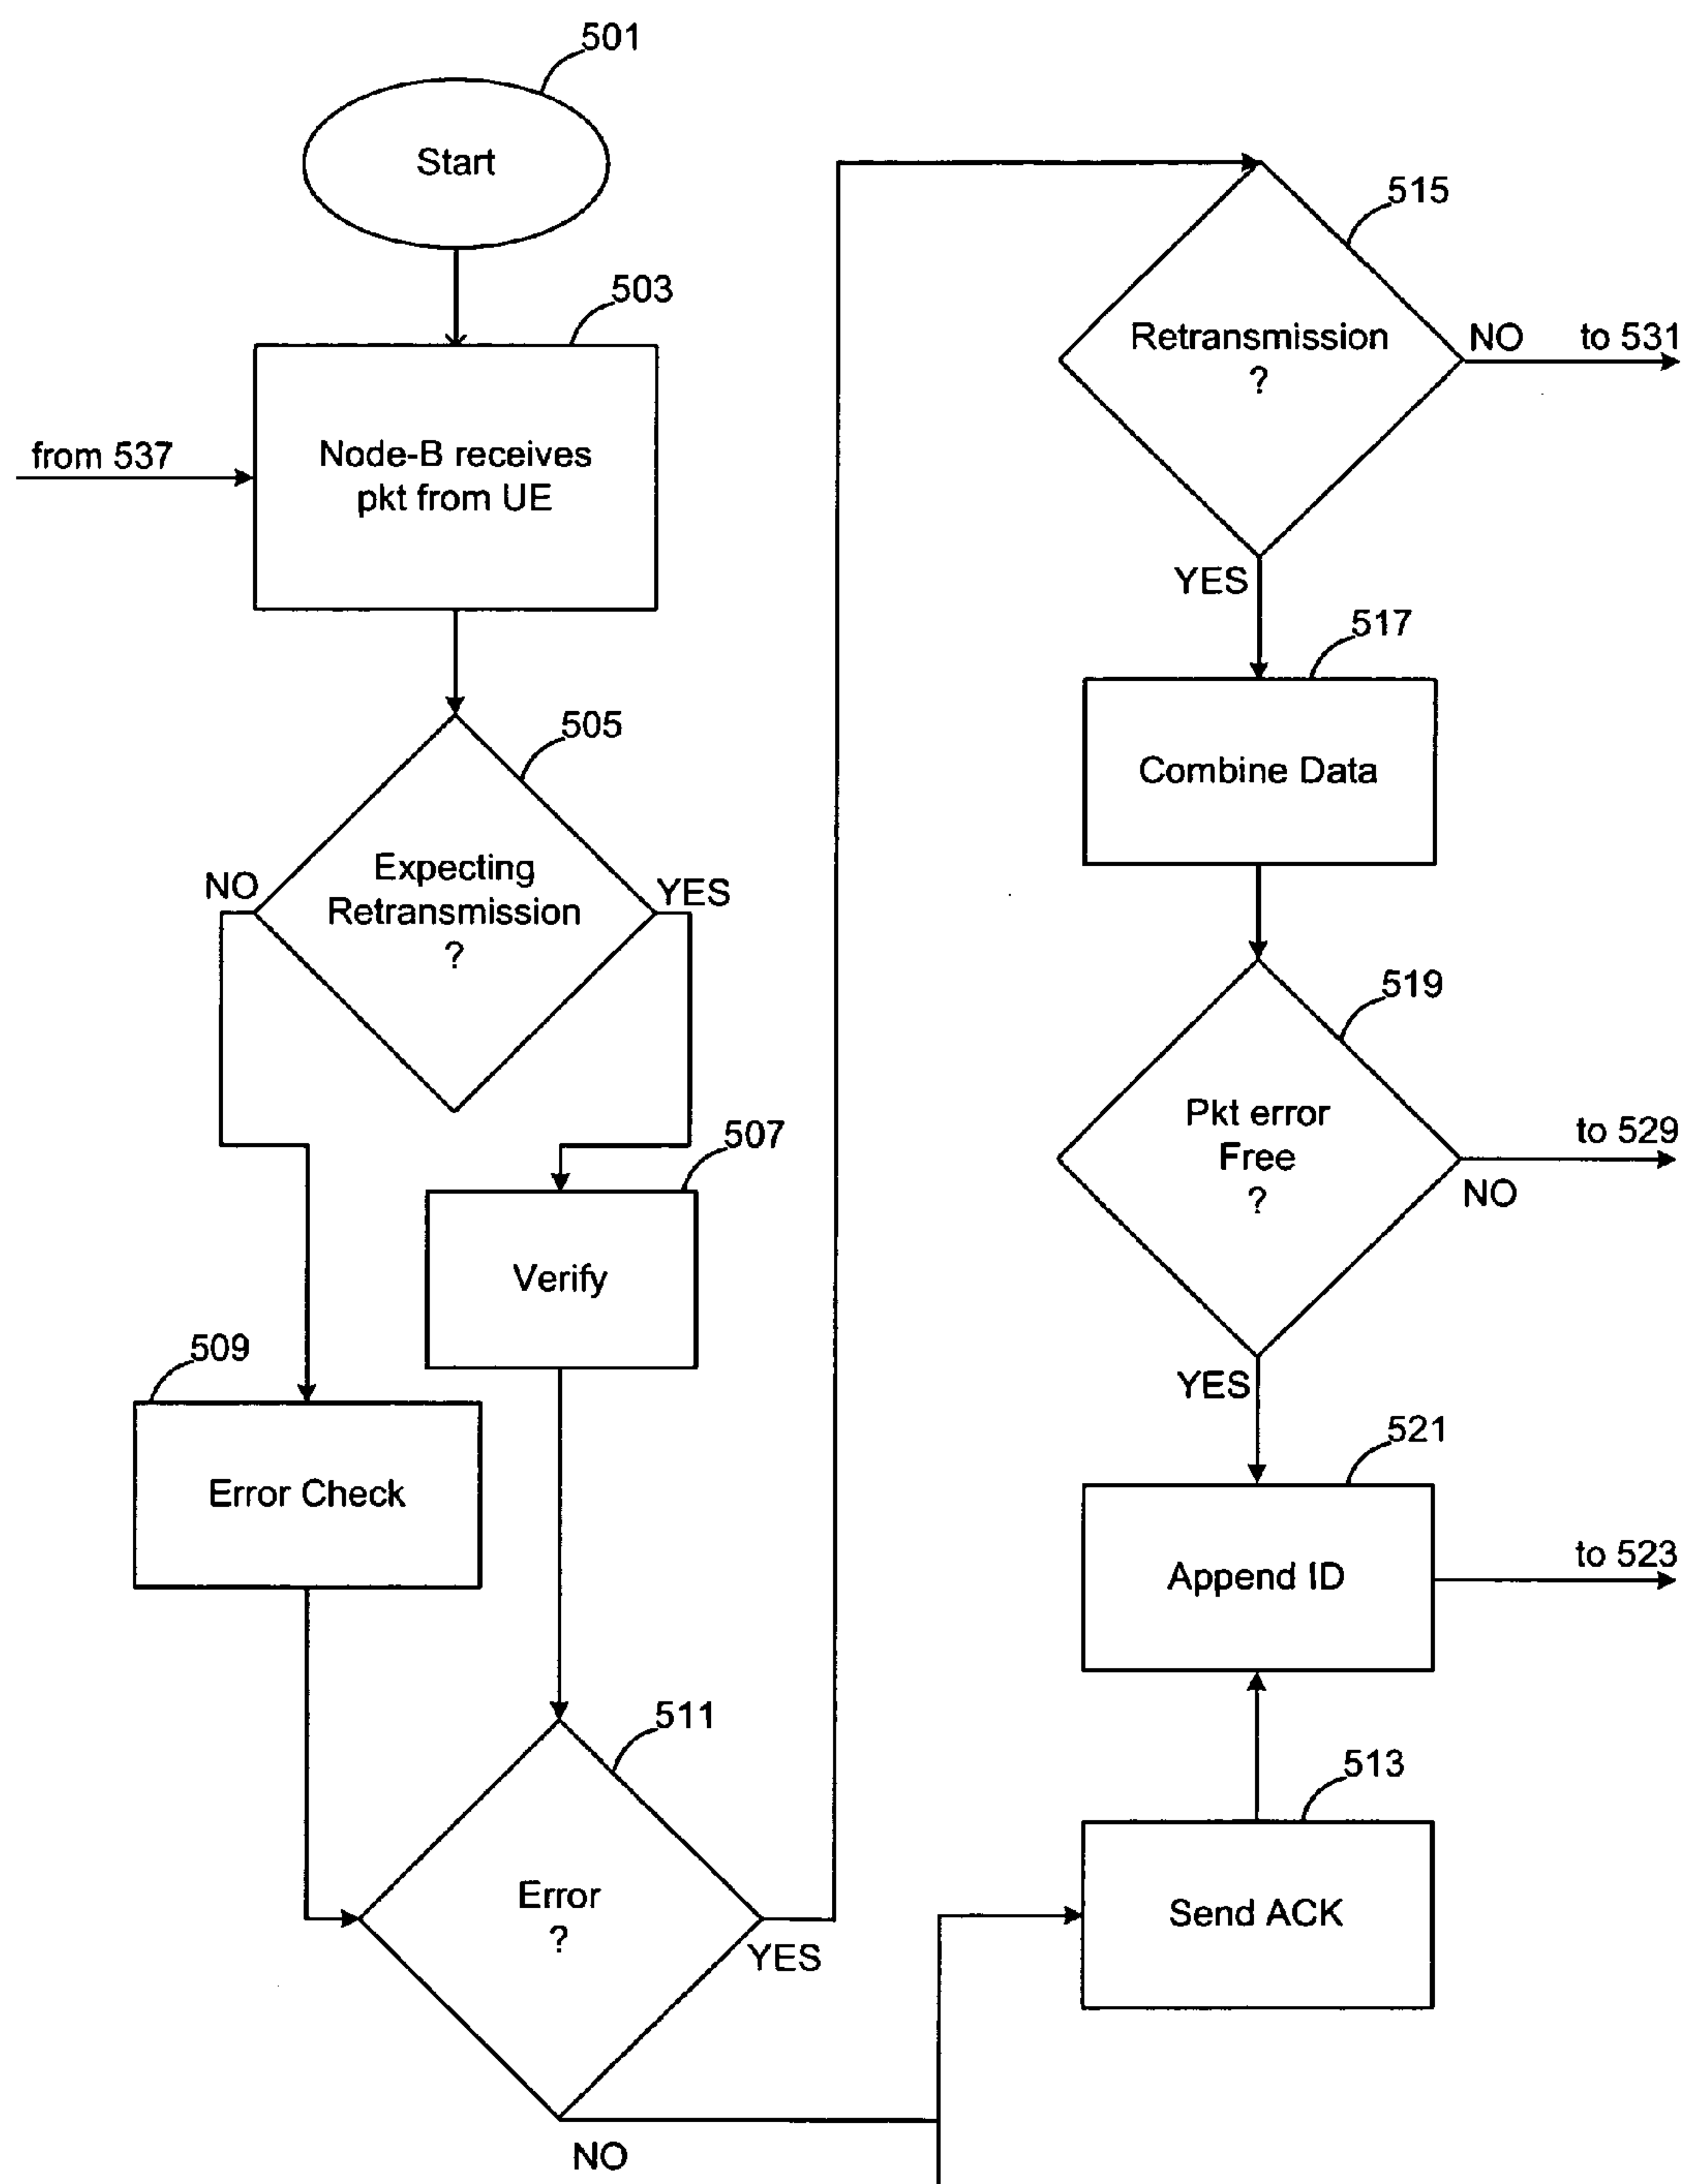 501
Start
503
from 537
Node-B receives
pkt from UE
505
NO
Expecting
Retransmission
?
YES
507
Verify
509
Error Check
511
Error
?
YES
NO
515
Retransmission
?
NO
to 531
YES
517
Combine Data
519
Pkt error
Free
?
to 529
NO
YES
521
Append ID
to 523
513
Send ACK